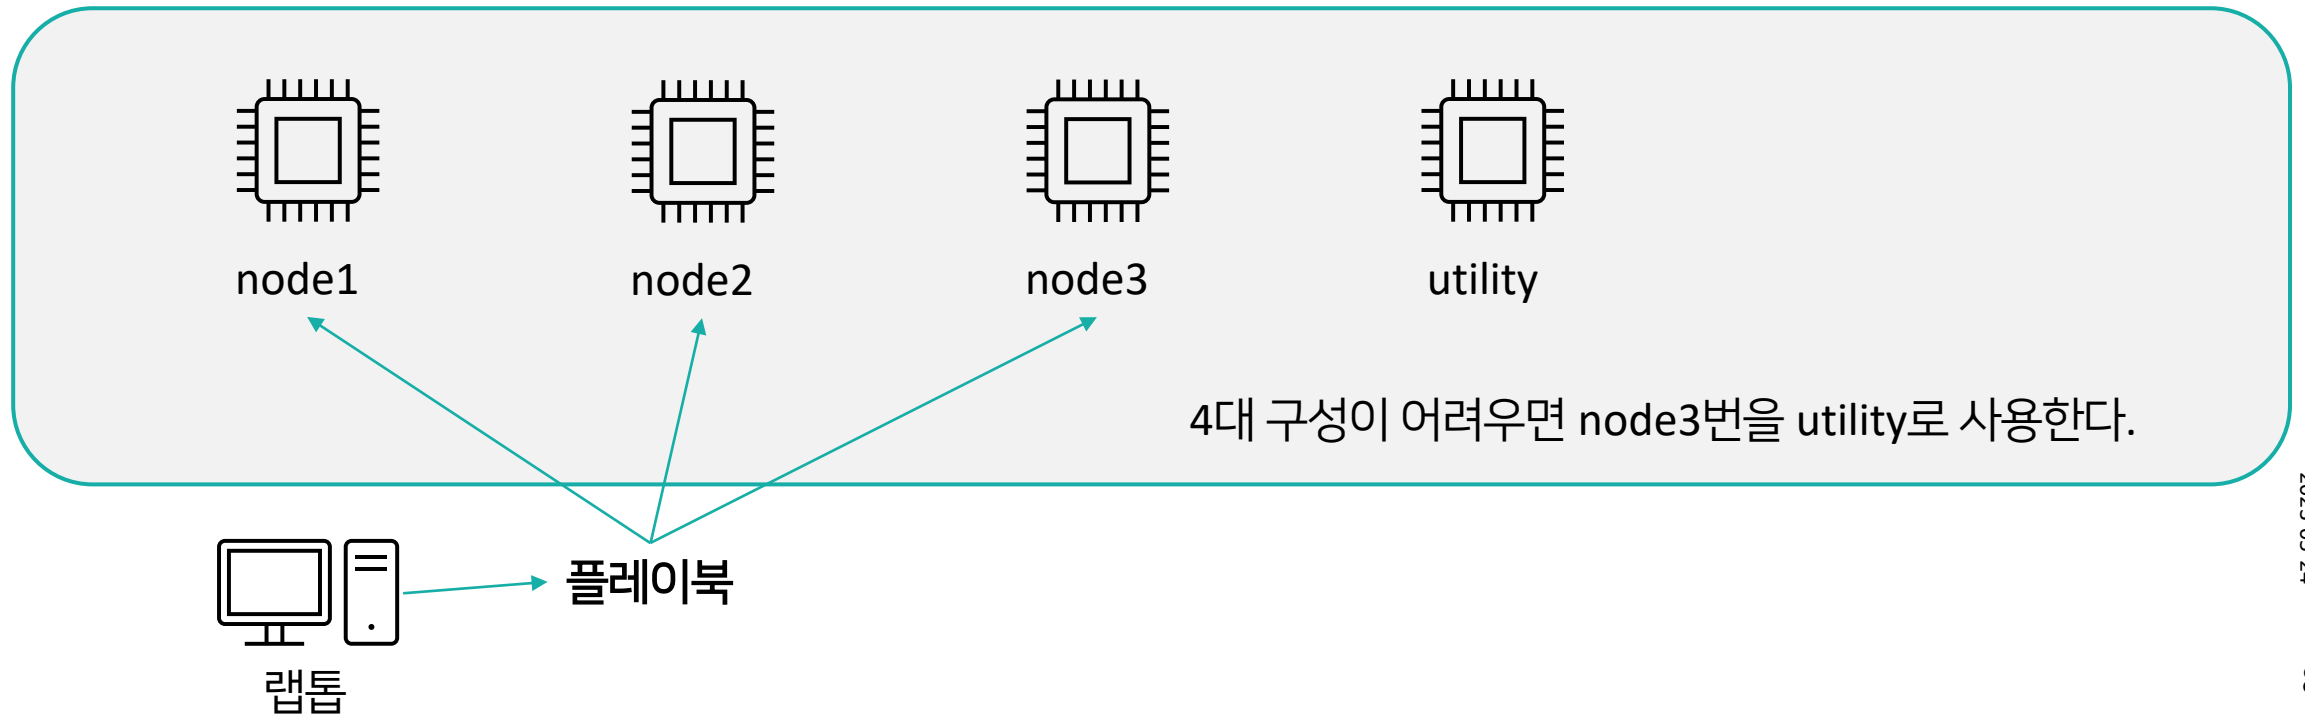 node1
node2
node3
utility
4대 구성이 어려우면 node3번을 utility로 사용한다.
플레이북
랩톱